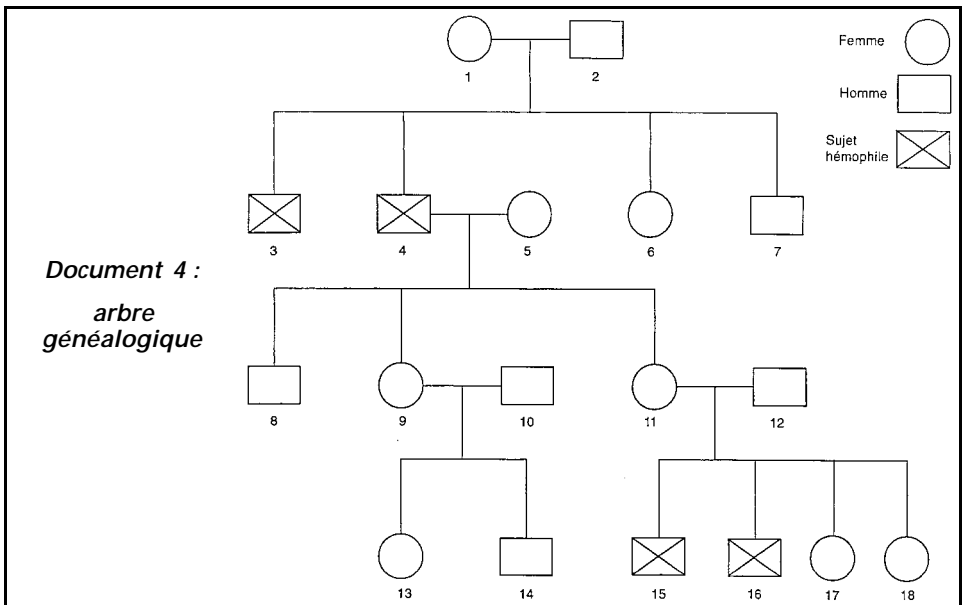 Femme
1 2
Homme
Sujet
hémophile
3 4 5 6 7
Document 4 :
arbre
généalogique
8 9 10 11 12
13 14 15 16 17 18